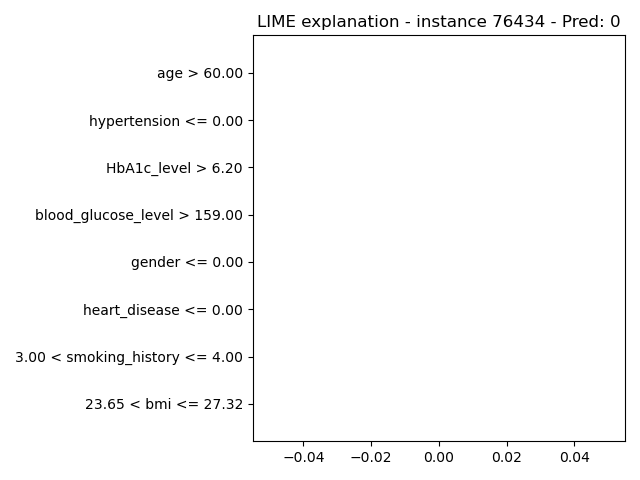 LIME explanation - instance 76434 - Pred: 0
age > 60.00
hypertension <= 0.00
HbA1c_level > 6.20
blood_glucose_level > 159.00
gender <= 0.00
heart_disease <= 0.00
3.00 < smoking_history <= 4.00
23.65 < bmi <= 27.32
−0.04 −0.02 0.00 0.02 0.04